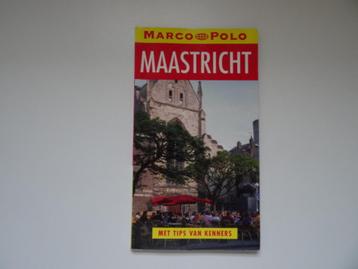 MARCO POLO
MAASTRICHT
MET TIPS VAN KENNERS